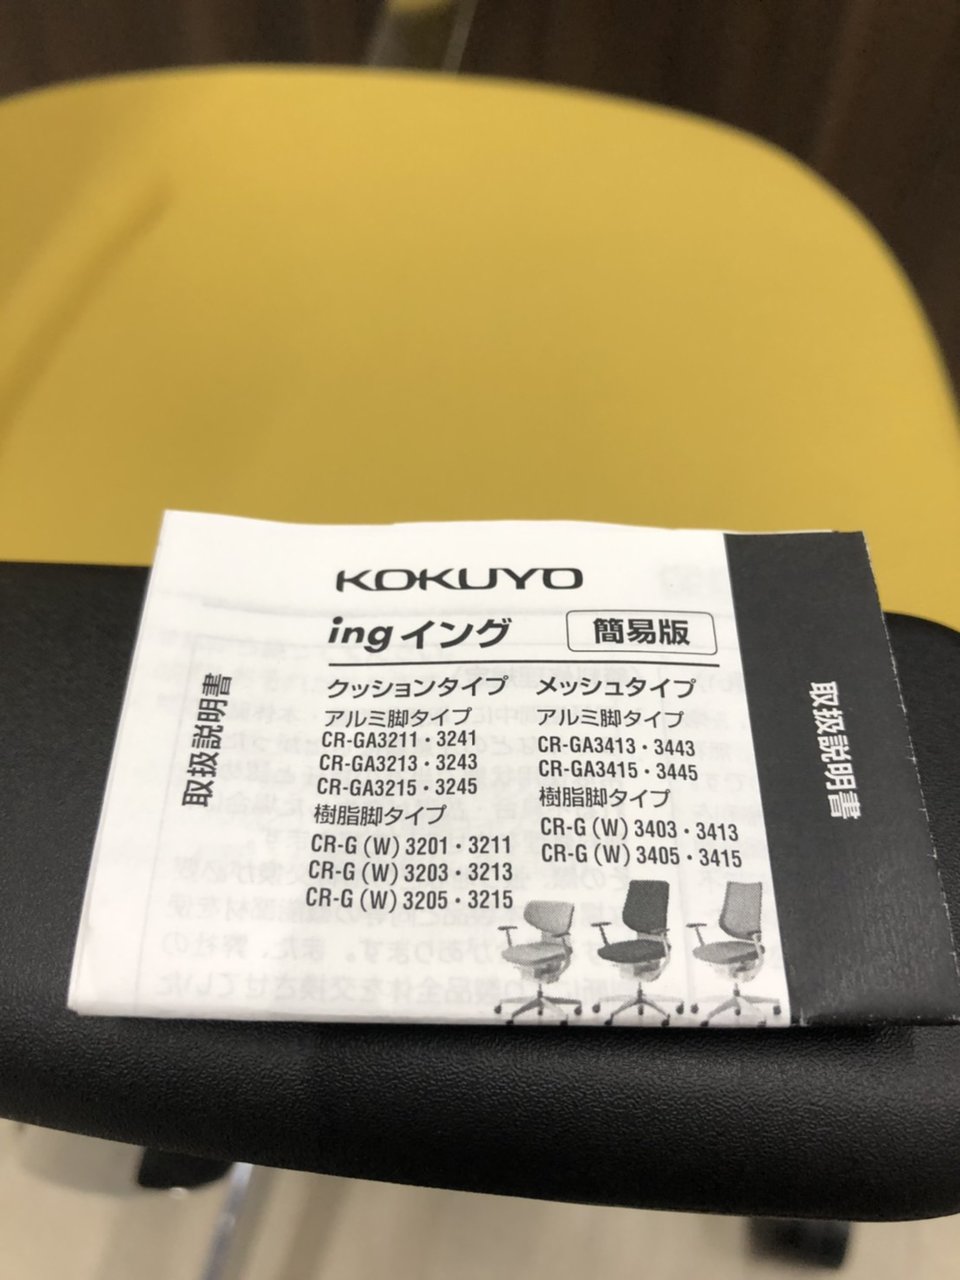 KOKUYO
ing イング 簡易版
取扱説明書
クッションタイプ
アルミ脚タイプ
CR-GA3211・3241
CR-GA3213・3243
CR-GA3215・3245
樹脂脚タイプ
CR-G (W) 3201・3211
CR-G (W) 3203・3213
CR-G (W) 3205・3215
メッシュタイプ
アルミ脚タイプ
CR-GA3413・3443
CR-GA3415・3445
樹脂脚タイプ
CR-G (W) 3403・3413
CR-G (W) 3405・3415
取扱説明書